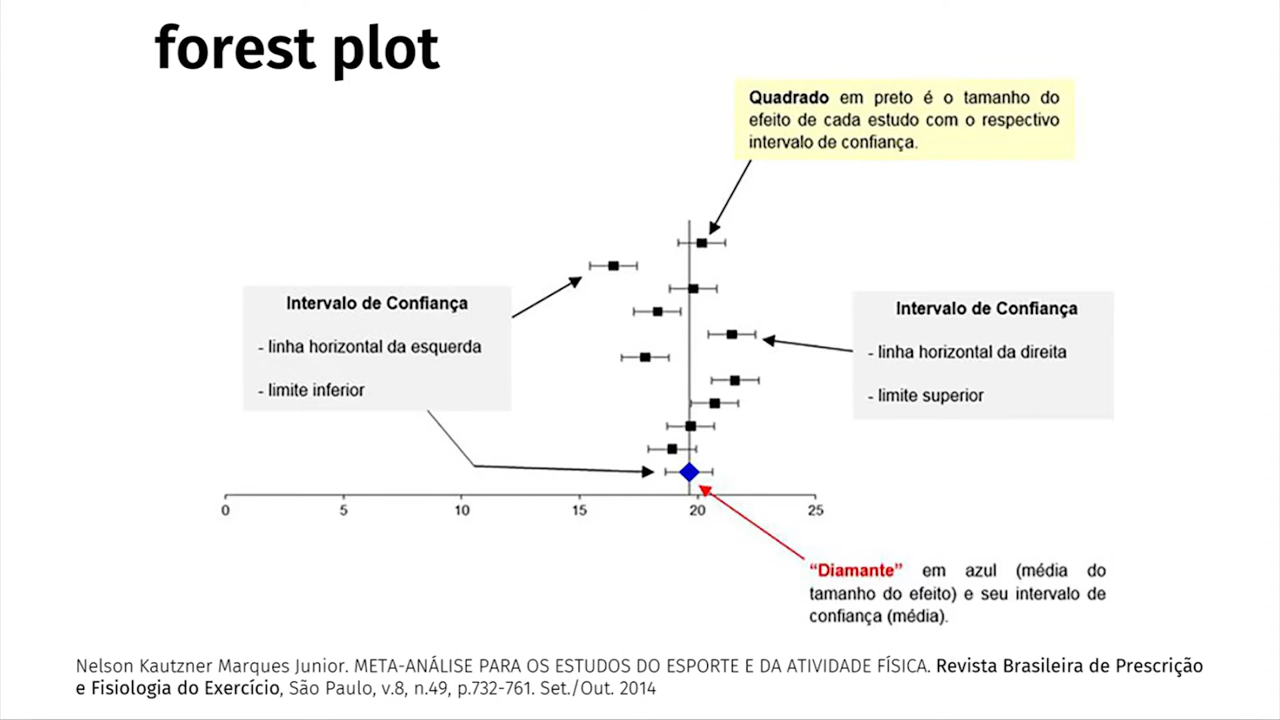 forest plot
Quadrado em preto é o tamanho do
efeito de cada estudo com o respectivo
intervalo de confiança.
Intervalo de Confiança
- linha horizontal da esquerda
- limite inferior
Intervalo de Confiança
- linha horizontal da direita
- limite superior
0 5 10 15 20 25
“Diamante” em azul (média do
tamanho do efeito) e seu intervalo de
confiança (média).
Nelson Kautzner Marques Junior. META-ANÁLISE PARA OS ESTUDOS DO ESPORTE E DA ATIVIDADE FÍSICA. Revista Brasileira de Prescrição
e Fisiologia do Exercício, São Paulo, v.8, n.49, p.732-761. Set./Out. 2014